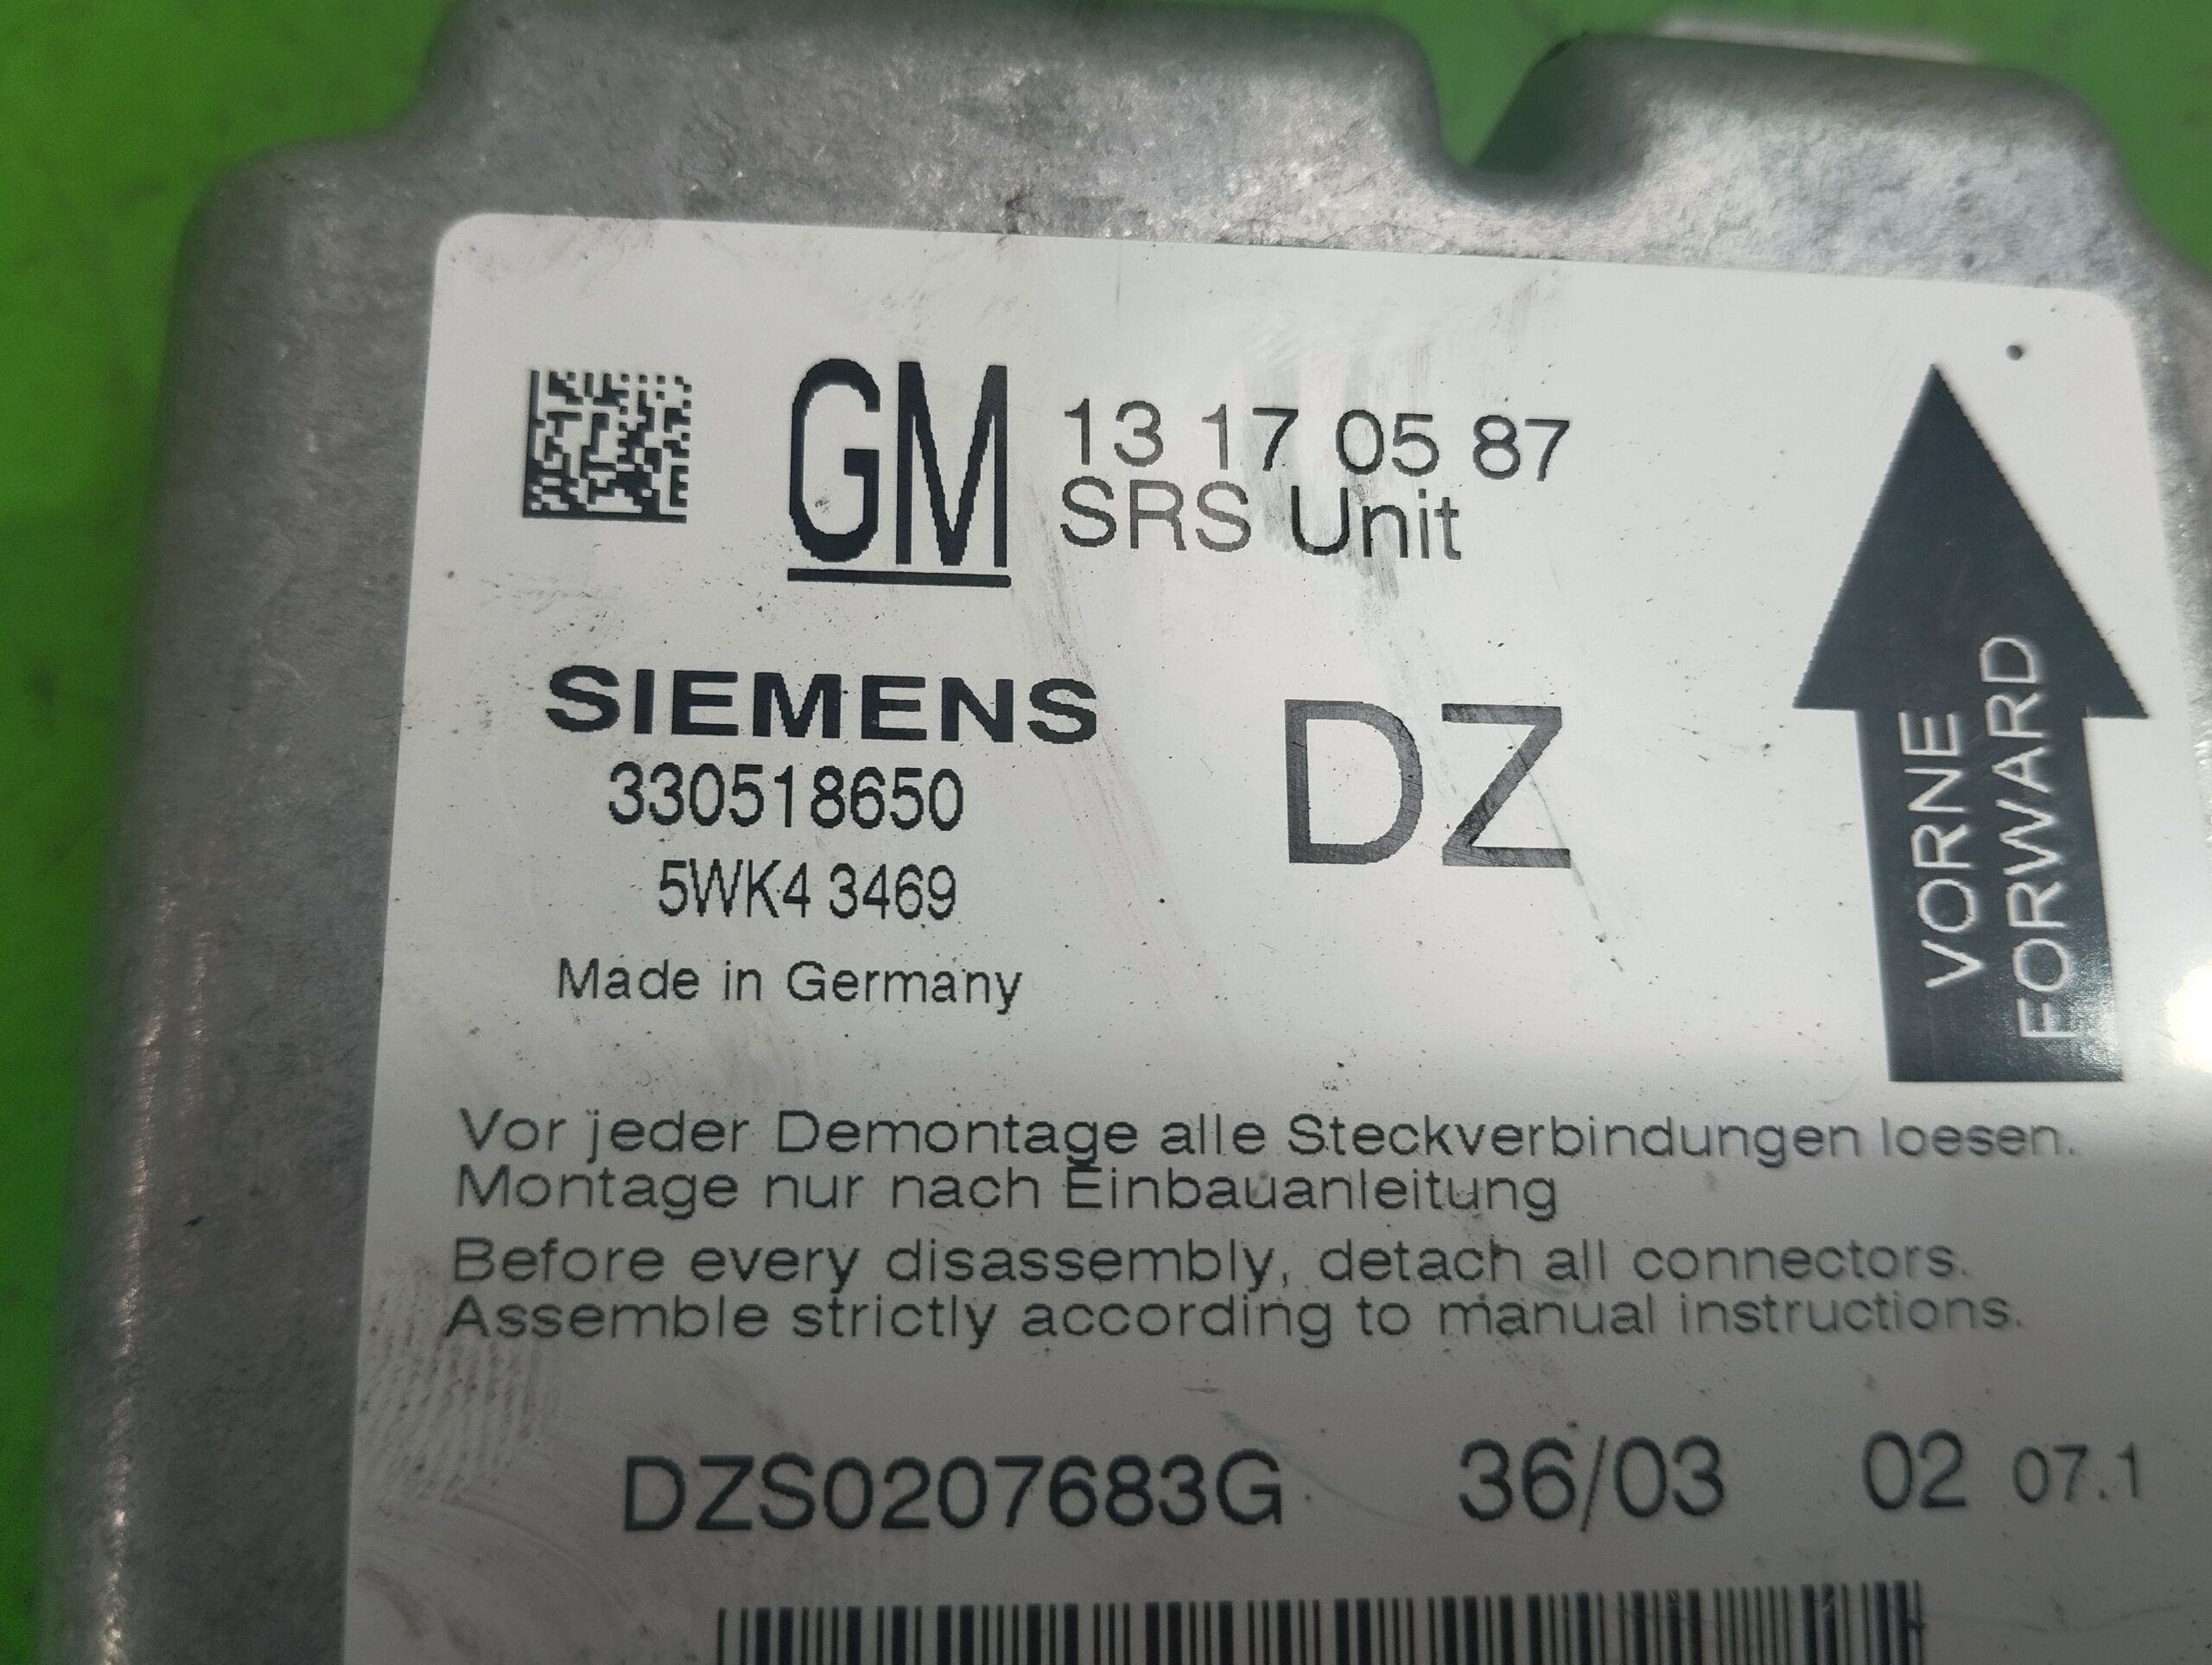 GM 13 17 05 87
SRS Unit
SIEMENS
330518650
5WK4 3469
DZ
Made in Germany
VORNE
FORWARD
Vor jeder Demontage alle Steckverbindungen loesen.
Montage nur nach Einbauanleitung
Before every disassembly, detach all connectors.
Assemble strictly according to manual instructions.
DZS0207683G 36/03 02 07.1